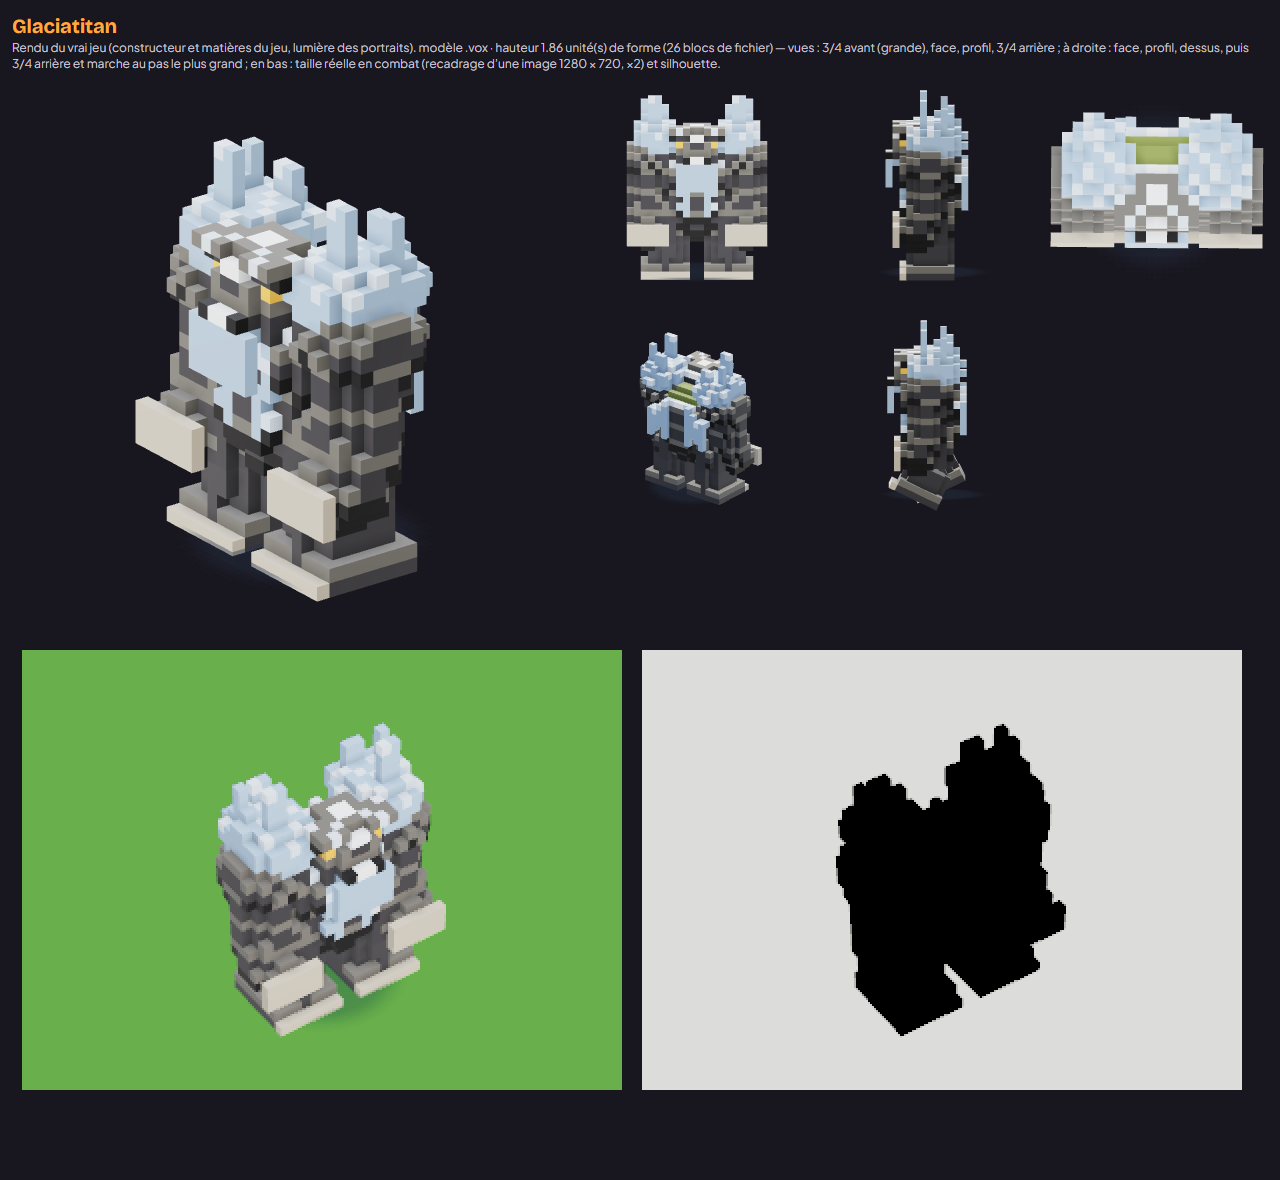 Glaciatitan
Rendu du vrai jeu (constructeur et matières du jeu, lumière des portraits). modèle .vox · hauteur 1.86 unité(s) de forme (26 blocs de fichier) — vues : 3/4 avant (grande), face, profil, 3/4 arrière ; à droite : face, profil, dessus, puis
3/4 arrière et marche au pas le plus grand ; en bas : taille réelle en combat (recadrage d'une image 1280 × 720, ×2) et silhouette.